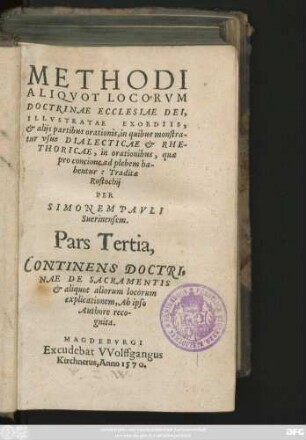 METHODI
ALIQVOT LOCORVM
DOCTRINAE ECCLESIAE DEI,
ILLVSTRATAE EXORDIIS,
& alijs partibus orationis, in quibus monstra-
tur vsus DIALECTICAE & RHE-
THORICAE, in orationibus, quæ
pro concione, ad plebem ha-
bentur : Tradita
Rostochij
PER
SIMONEM PAVLI
Suerinensem.
Pars Tertia,
CONTINENS DOCTRI-
NAE DE SACRAMENTIS
& aliquot aliorum locorum
explicationem, Ab ipso
Authore reco-
gnita.
MAGDEBVRGI
Excudebat VVolffgangus
Kirchnerus, Anno 1570.